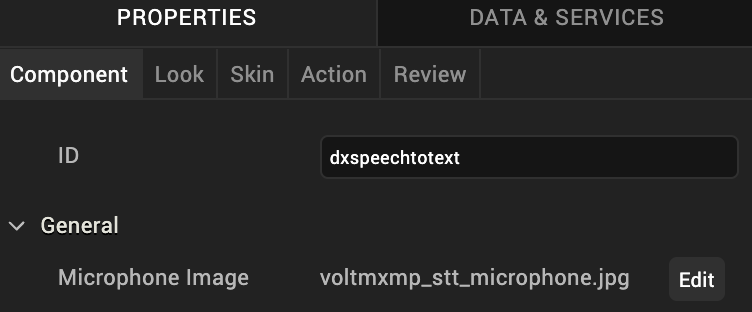 PROPERTIES DATA & SERVICES
Component Look Skin Action Review
ID dxspeechtotext
General
Microphone Image voltmxmp_stt_microphone.jpg Edit